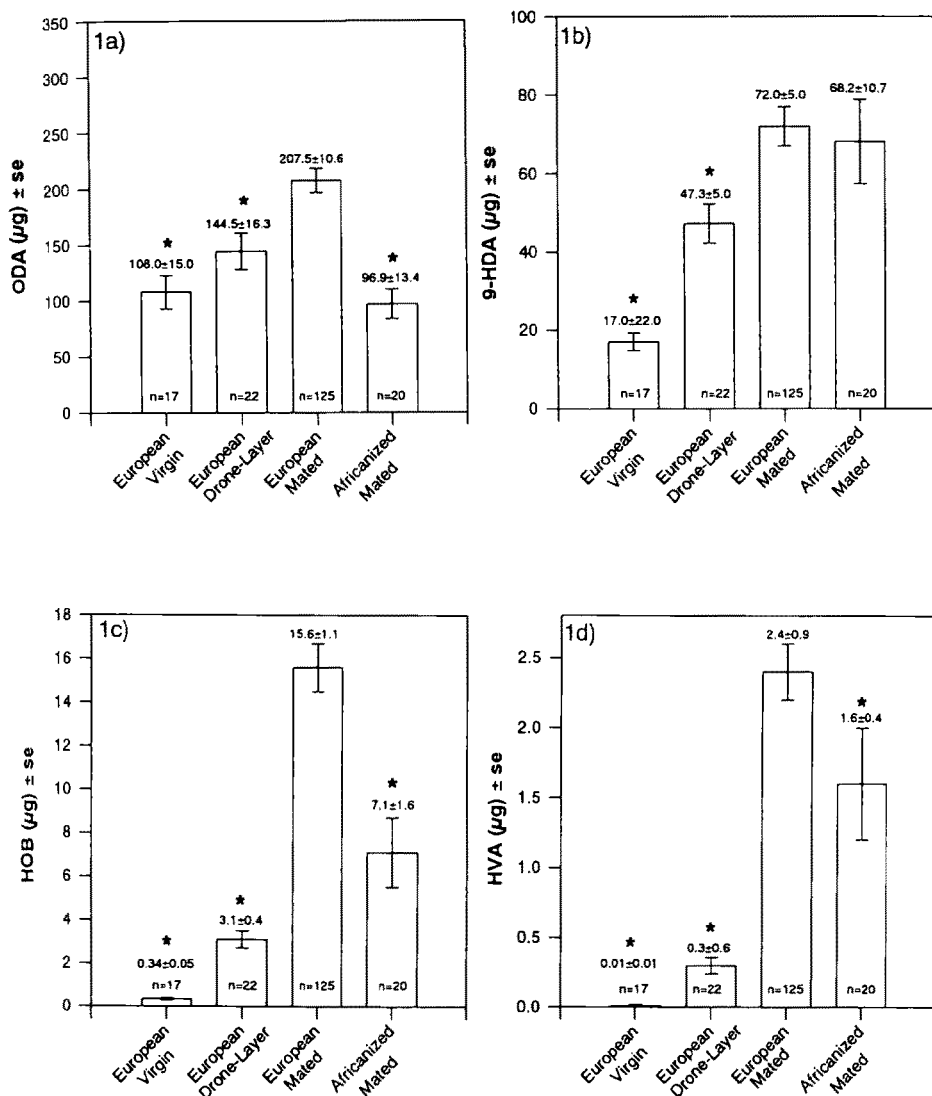 1a)
ODA (µg) ± se
350
300
250
200
150
100
50
0
*
108.0±15.0
*
144.5±16.3
207.5±10.6
*
96.9±13.4
n=17
n=22
n=125
n=20
European
Virgin
European
Drone-Layer
European
Mated
Africanized
Mated
1b)
9-HDA (µg) ± se
100
80
60
40
20
0
*
17.0±22.0
*
47.3±5.0
72.0±5.0
68.2±10.7
n=17
n=22
n=125
n=20
European
Virgin
European
Drone-Layer
European
Mated
Africanized
Mated
1c)
HOB (µg) ± se
18
16
14
12
10
8
6
4
2
0
*
0.34±0.05
*
3.1±0.4
15.6±1.1
*
7.1±1.6
n=17
n=22
n=125
n=20
European
Virgin
European
Drone-Layer
European
Mated
Africanized
Mated
1d)
HVA (µg) ± se
2.5
2.0
1.5
1.0
0.5
0.0
*
0.01±0.01
*
0.3±0.6
2.4±0.9
*
1.6±0.4
n=17
n=22
n=125
n=20
European
Virgin
European
Drone-Layer
European
Mated
Africanized
Mated